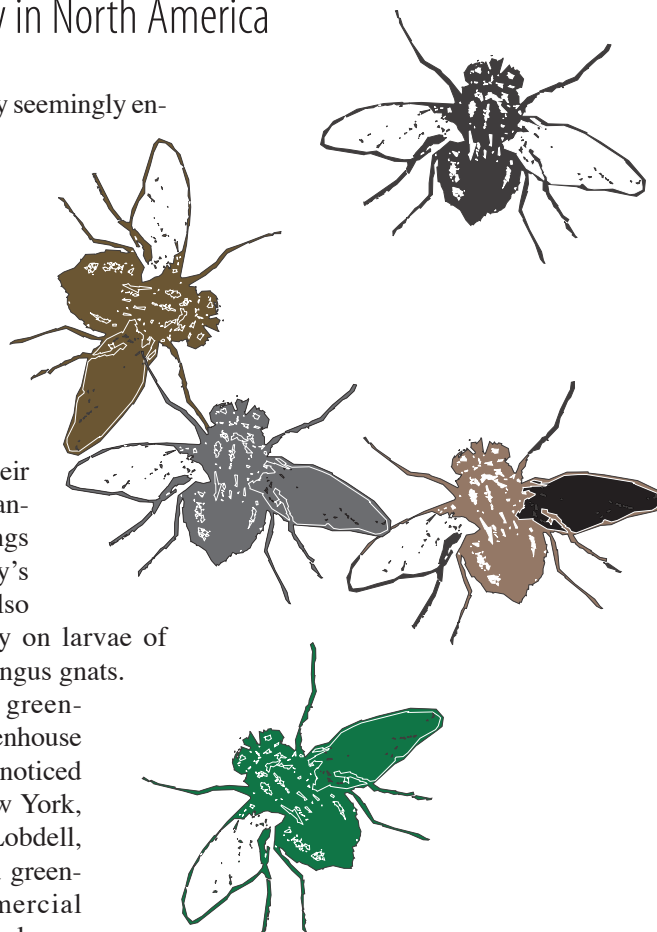 y in North America
y seemingly en-
eir
an-
ngs
y’s
lso
y on larvae of
ngus gnats.
green-
enhouse
noticed
w York,
Lobdell,
green-
mercial